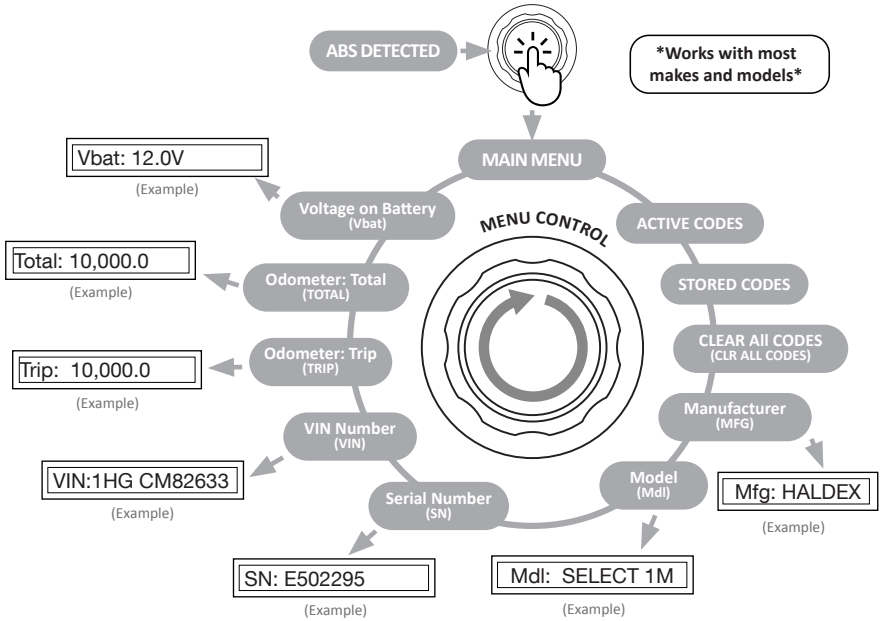 ABS DETECTED
*Works with most
makes and models*
MAIN MENU
MENU CONTROL
ACTIVE CODES
STORED CODES
CLEAR All CODES
(CLR ALL CODES)
Manufacturer
(MFG)
Mfg: HALDEX
(Example)
Model
(Mdl)
Mdl: SELECT 1M
(Example)
Serial Number
(SN)
SN: E502295
(Example)
VIN Number
(VIN)
VIN:1HG CM82633
(Example)
Odometer: Trip
(TRIP)
Trip: 10,000.0
(Example)
Odometer: Total
(TOTAL)
Total: 10,000.0
(Example)
Voltage on Battery
(Vbat)
Vbat: 12.0V
(Example)